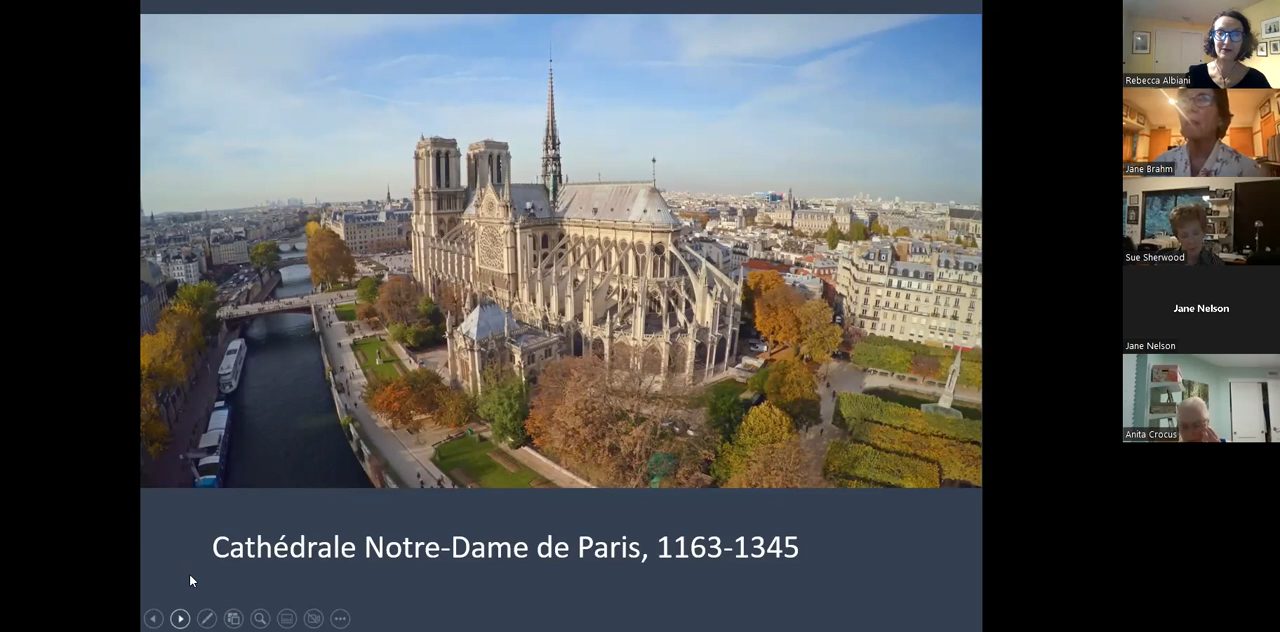 Cathédrale Notre-Dame de Paris, 1163-1345
Rebecca Albiani
Jane Brahm
Sue Sherwood
Jane Nelson
Jane Nelson
Anita Crocus